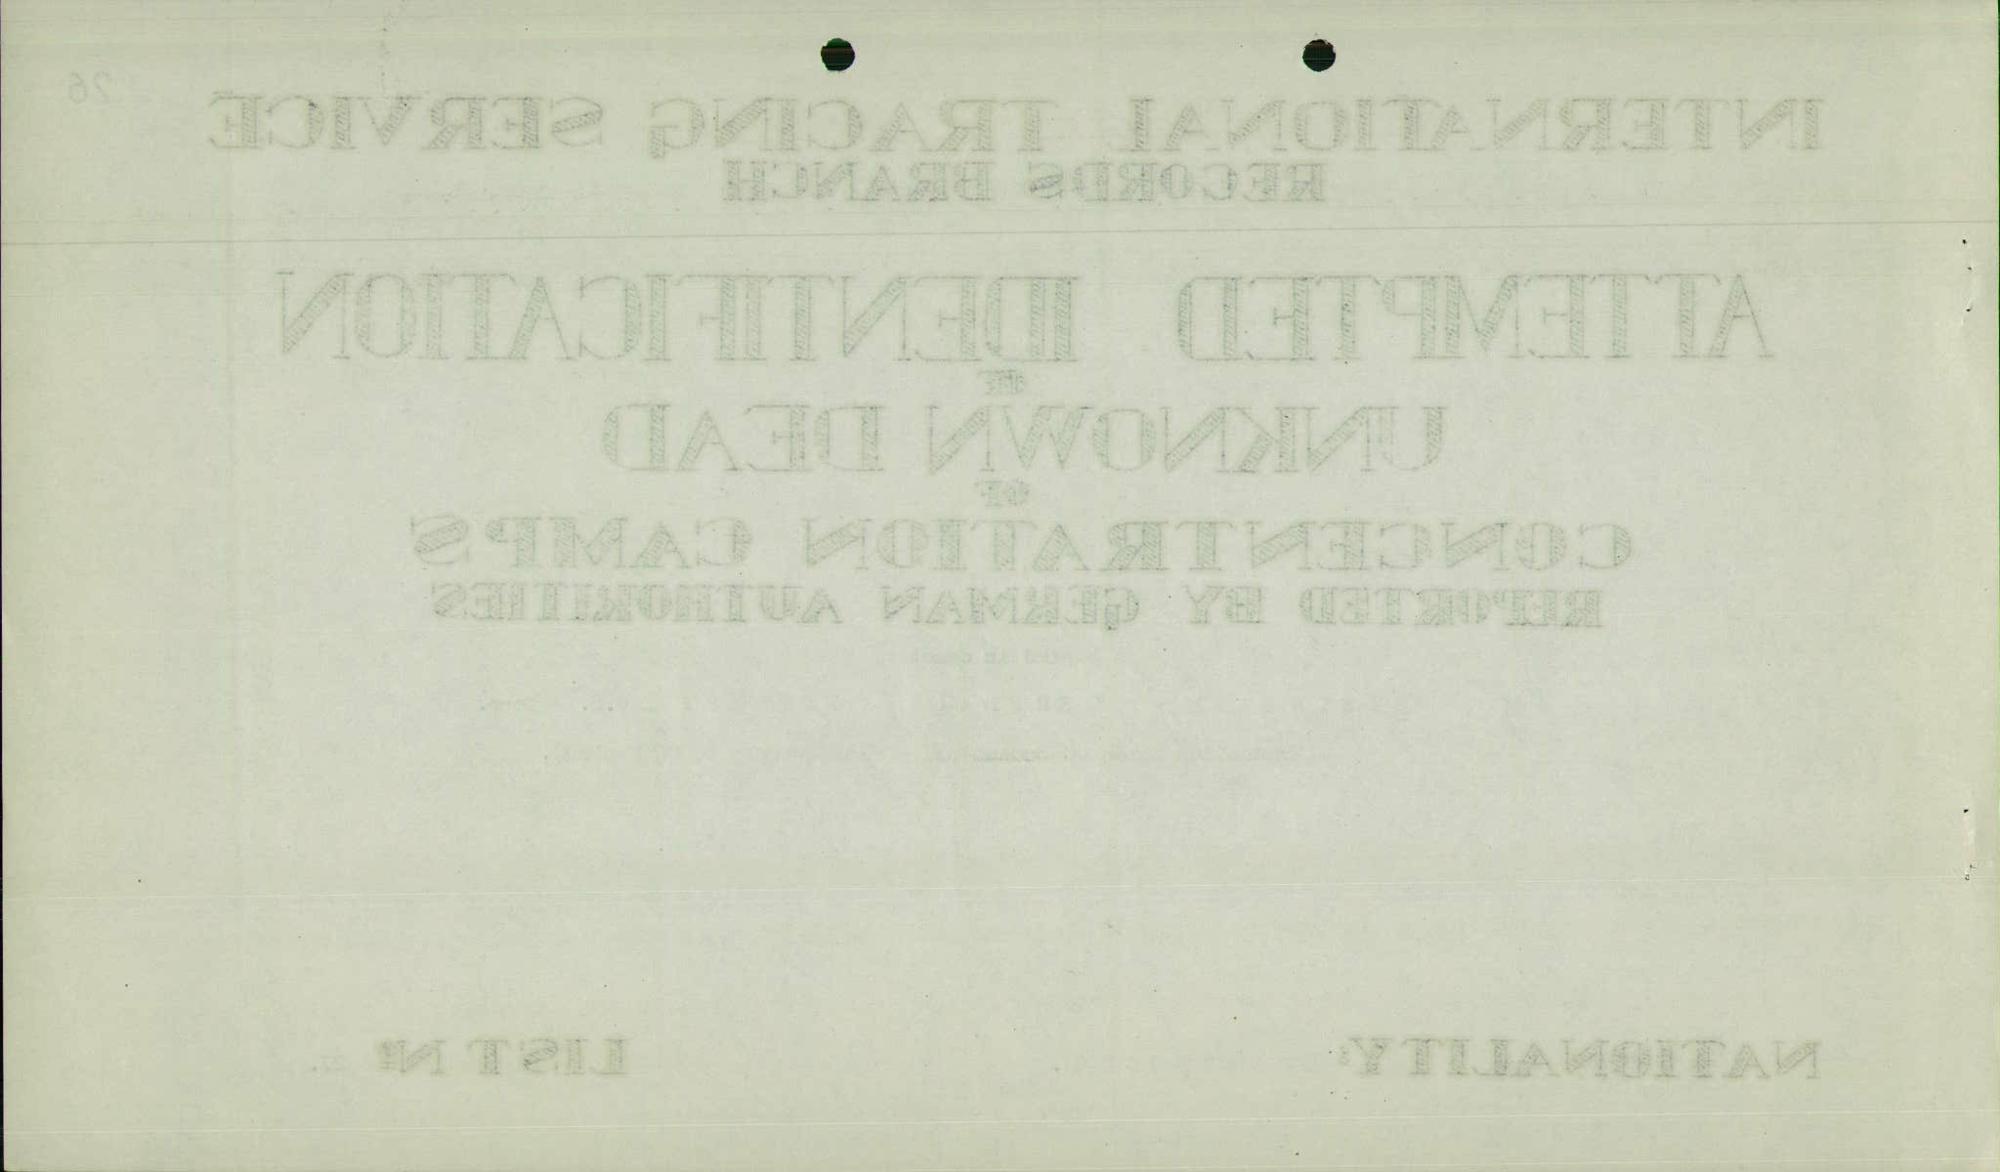 26
INTERNATIONAL TRACING SERVICE
RECORDS BRANCH
ATTEMPTED IDENTIFICATION
OF
UNKNOWN DEAD
OF
CONCENTRATION CAMPS
REPORTED BY GERMAN AUTHORITIES
NATIONALITY: LIST Nº